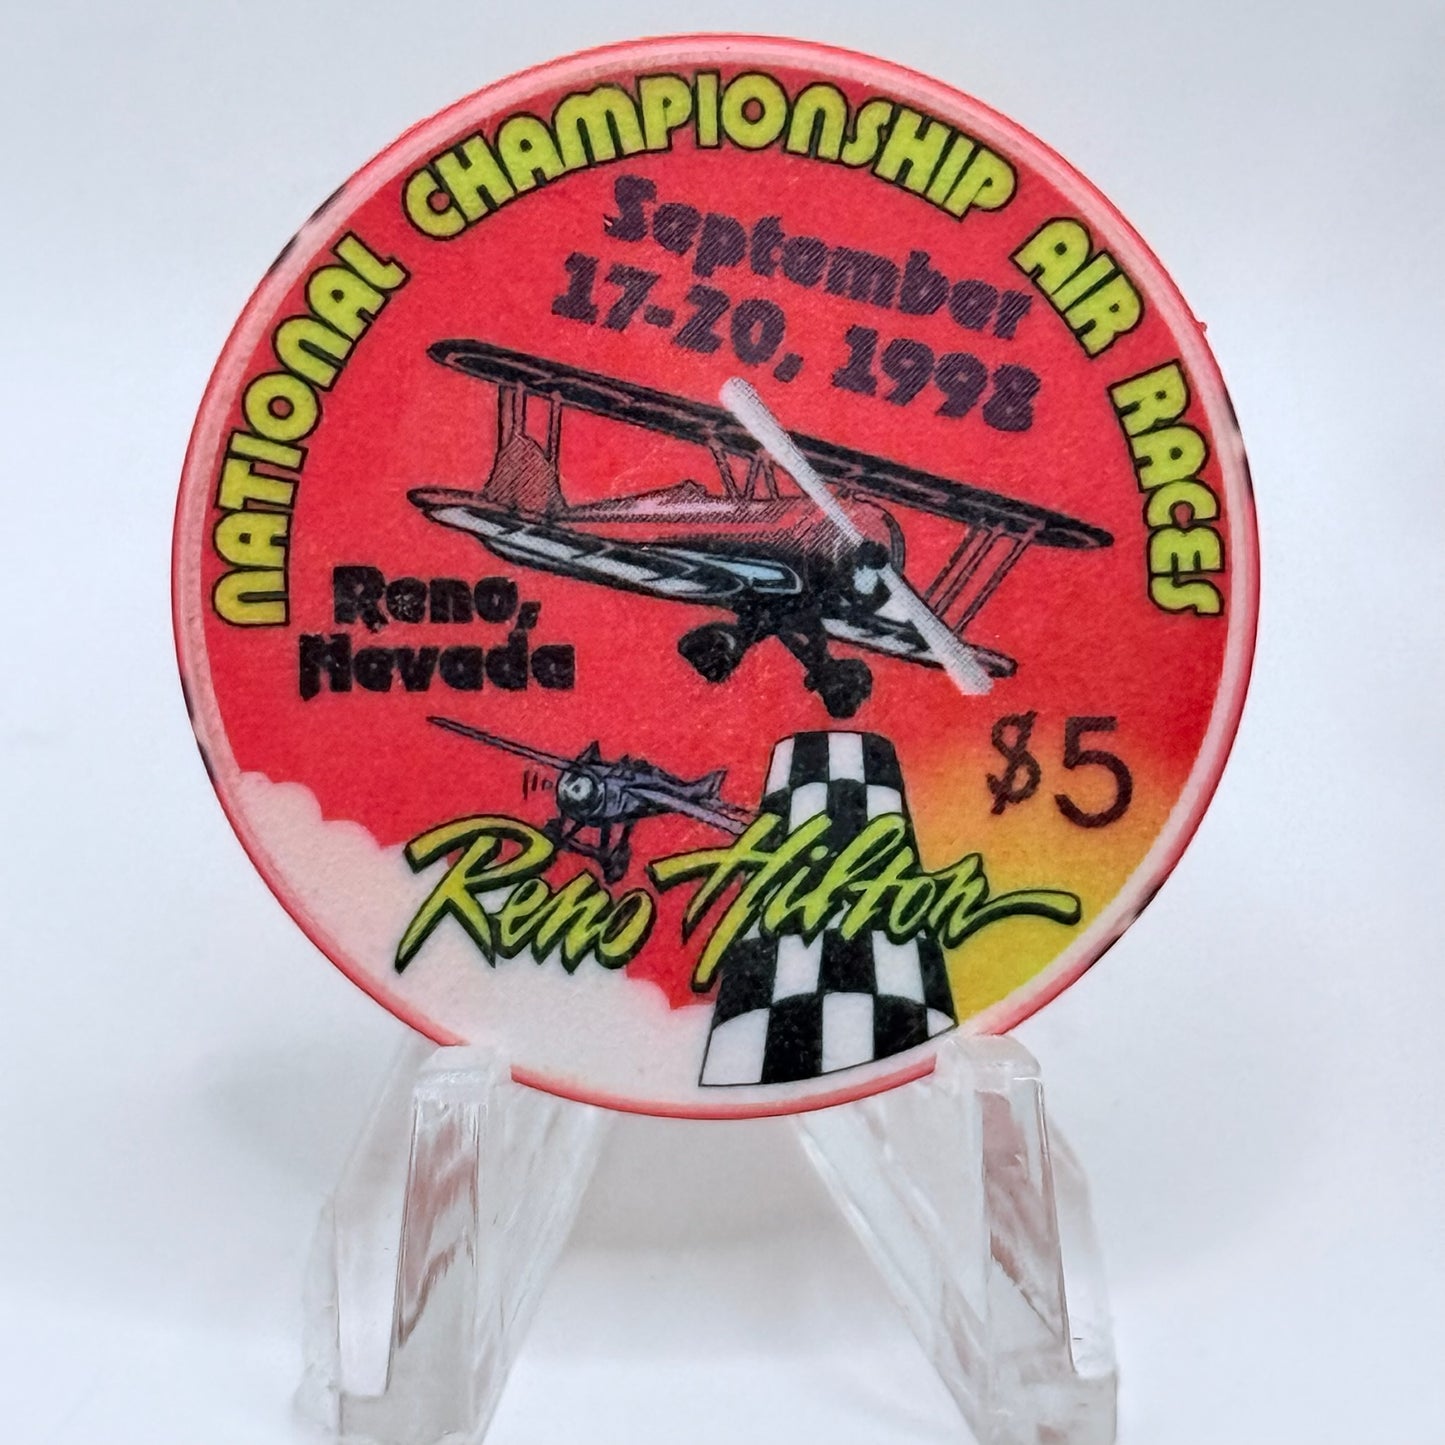 NATIONAL CHAMPIONSHIP AIR RACES
September
17-20, 1998
Reno,
Nevada
$5
Reno Hilton